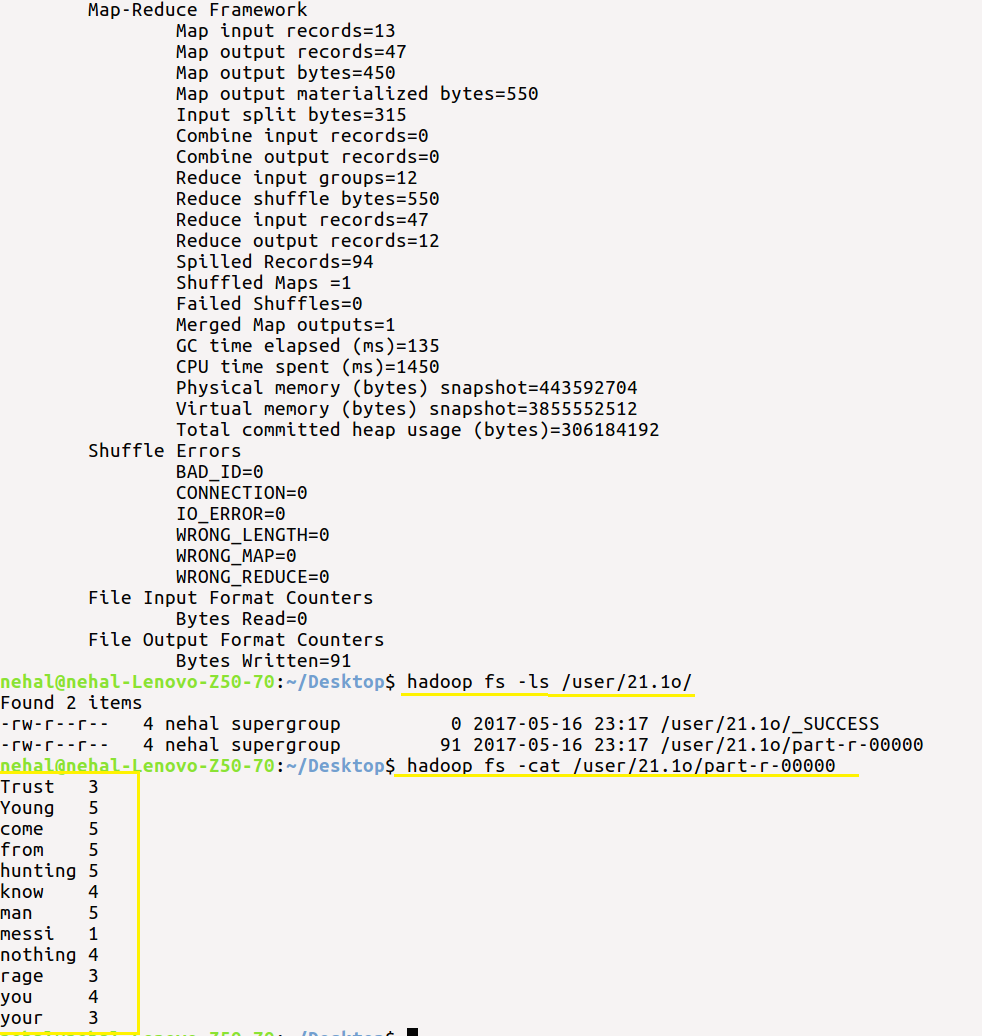 Map-Reduce Framework
Map input records=13
Map output records=47
Map output bytes=450
Map output materialized bytes=550
Input split bytes=315
Combine input records=0
Combine output records=0
Reduce input groups=12
Reduce shuffle bytes=550
Reduce input records=47
Reduce output records=12
Spilled Records=94
Shuffled Maps =1
Failed Shuffles=0
Merged Map outputs=1
GC time elapsed (ms)=135
CPU time spent (ms)=1450
Physical memory (bytes) snapshot=443592704
Virtual memory (bytes) snapshot=3855552512
Total committed heap usage (bytes)=306184192
Shuffle Errors
BAD_ID=0
CONNECTION=0
IO_ERROR=0
WRONG_LENGTH=0
WRONG_MAP=0
WRONG_REDUCE=0
File Input Format Counters
Bytes Read=0
File Output Format Counters
Bytes Written=91
nehal@nehal-Lenovo-Z50-70:~/Desktop$ hadoop fs -ls /user/21.1o/
Found 2 items
-rw-r--r--   4 nehal supergroup          0 2017-05-16 23:17 /user/21.1o/_SUCCESS
-rw-r--r--   4 nehal supergroup         91 2017-05-16 23:17 /user/21.1o/part-r-00000
nehal@nehal-Lenovo-Z50-70:~/Desktop$ hadoop fs -cat /user/21.1o/part-r-00000
Trust 3
Young 5
come 5
from 5
hunting 5
know 4
man 5
messi 1
nothing 4
rage 3
you 4
your 3